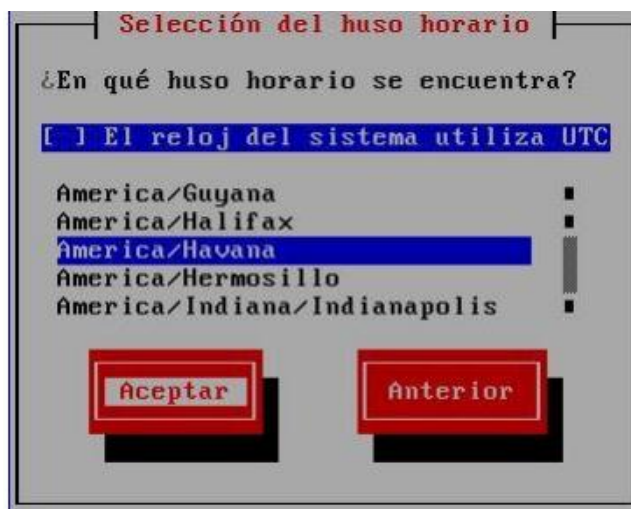 Selección del huso horario
¿En qué huso horario se encuentra?
[ ] El reloj del sistema utiliza UTC
America/Guyana
America/Halifax
America/Havana
America/Hermosillo
America/Indiana/Indianapolis
Aceptar
Anterior